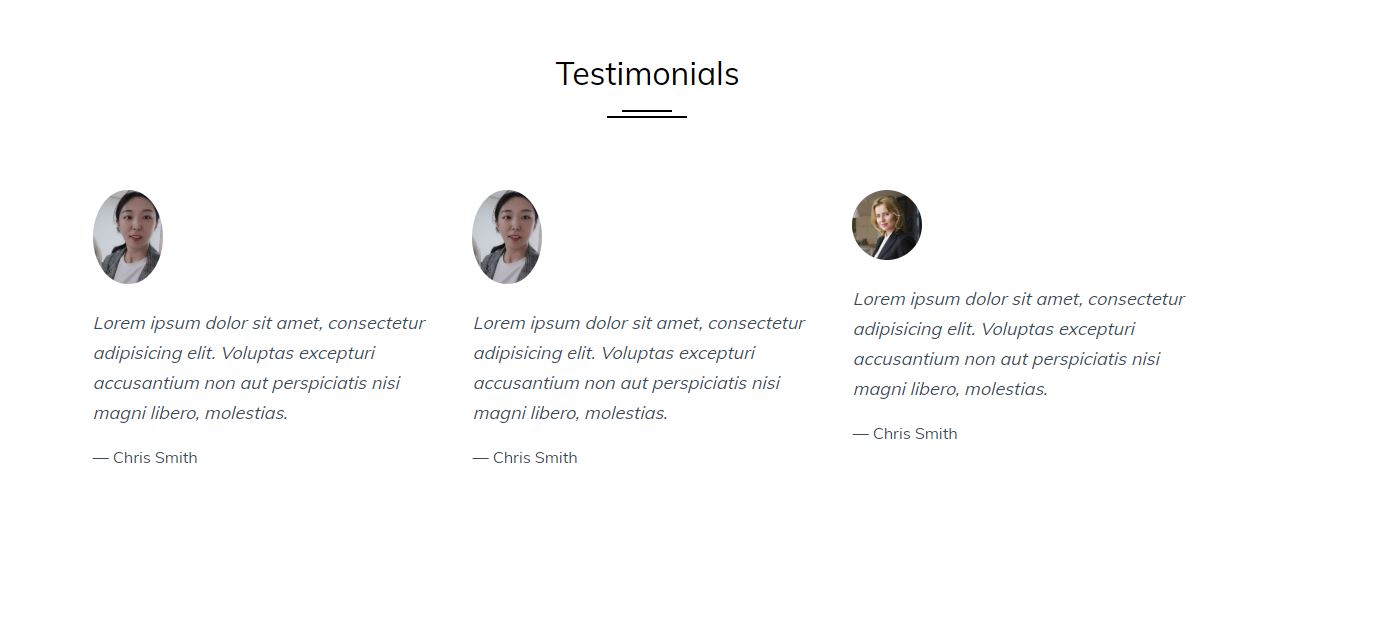 Testimonials
Lorem ipsum dolor sit amet, consectetur
adipisicing elit. Voluptas excepturi
accusantium non aut perspiciatis nisi
magni libero, molestias.
— Chris Smith
Lorem ipsum dolor sit amet, consectetur
adipisicing elit. Voluptas excepturi
accusantium non aut perspiciatis nisi
magni libero, molestias.
— Chris Smith
Lorem ipsum dolor sit amet, consectetur
adipisicing elit. Voluptas excepturi
accusantium non aut perspiciatis nisi
magni libero, molestias.
— Chris Smith